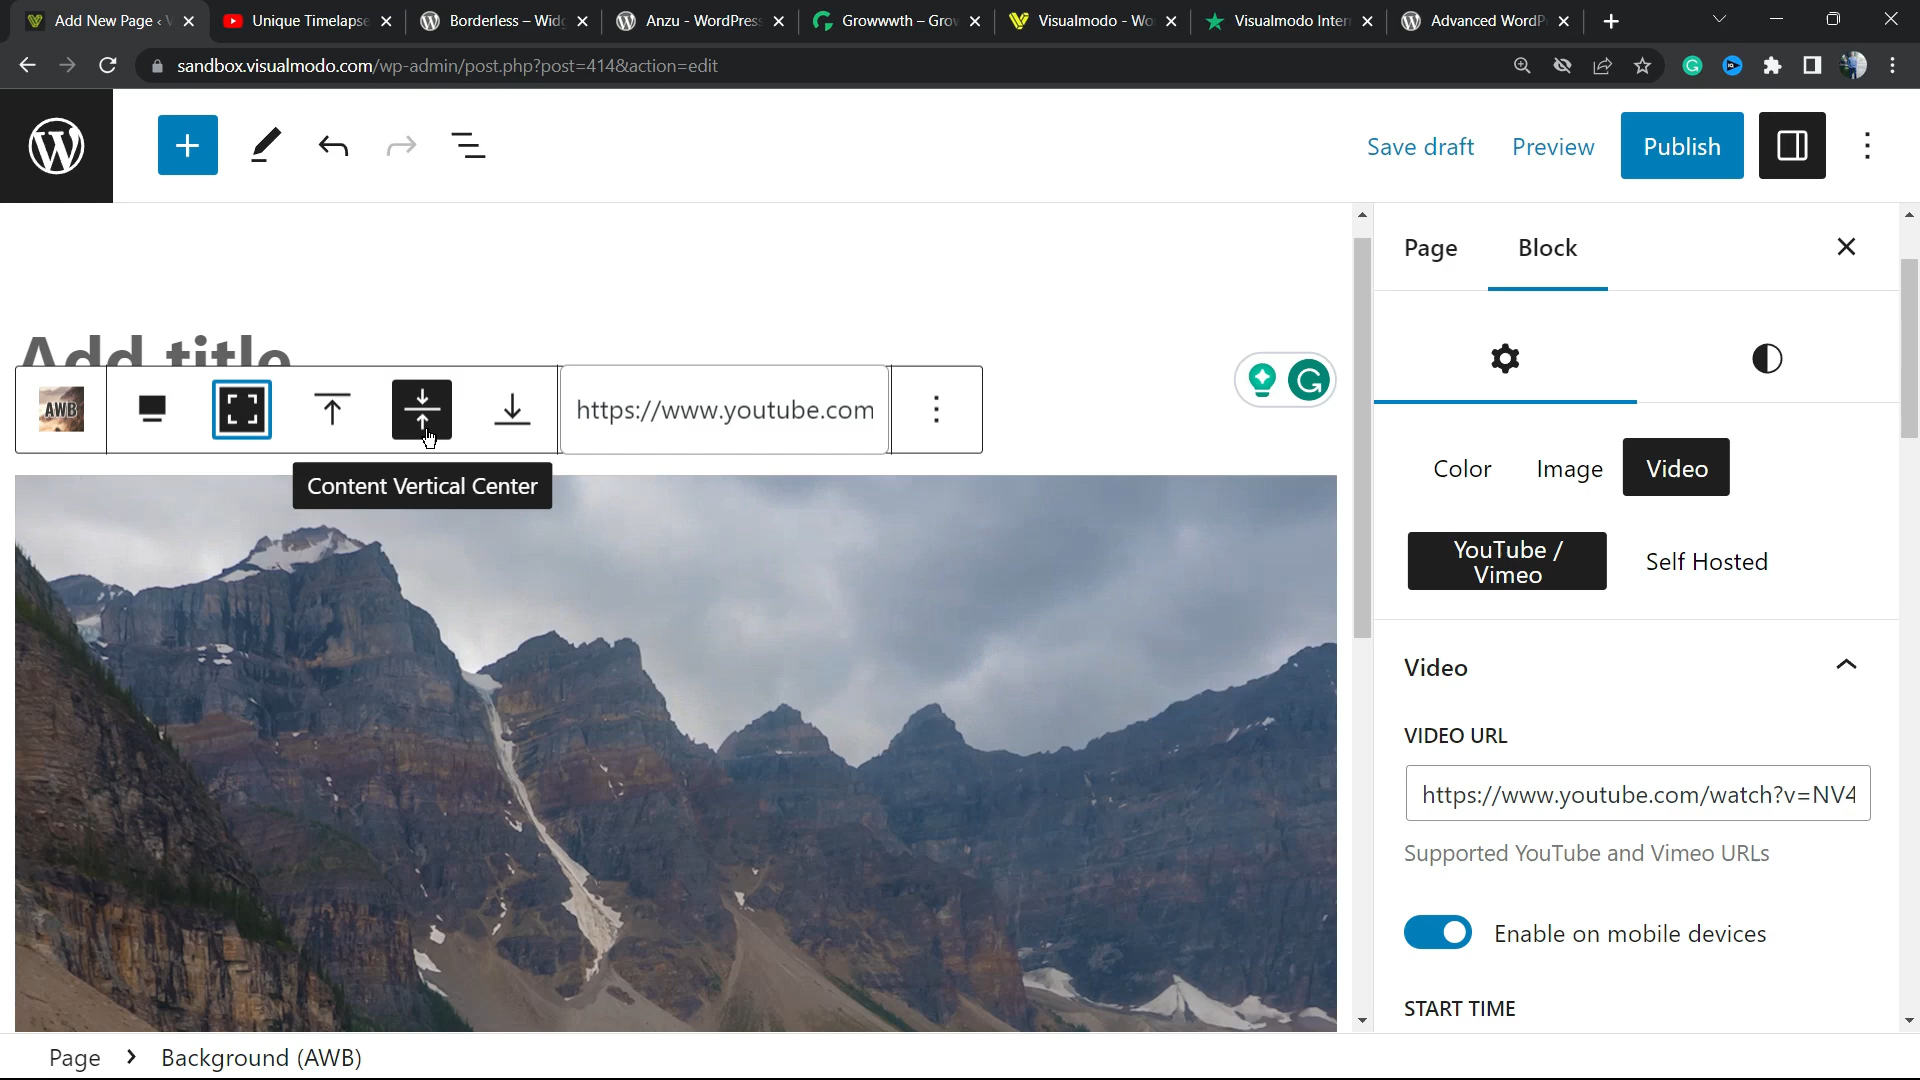 Add New Page ‹ V
Unique Timelapse
Borderless – Widg
Anzu - WordPress
Growwwth – Grow
Visualmodo - Wo
Visualmodo Inter
Advanced WordP
sandbox.visualmodo.com/wp-admin/post.php?post=414&action=edit
Save draft
Preview
Publish
Page
Block
Add title
AWB
https://www.youtube.com
Content Vertical Center
Color
Image
Video
YouTube /
Vimeo
Self Hosted
Video
VIDEO URL
https://www.youtube.com/watch?v=NV4
Supported YouTube and Vimeo URLs
Enable on mobile devices
START TIME
Page
Background (AWB)